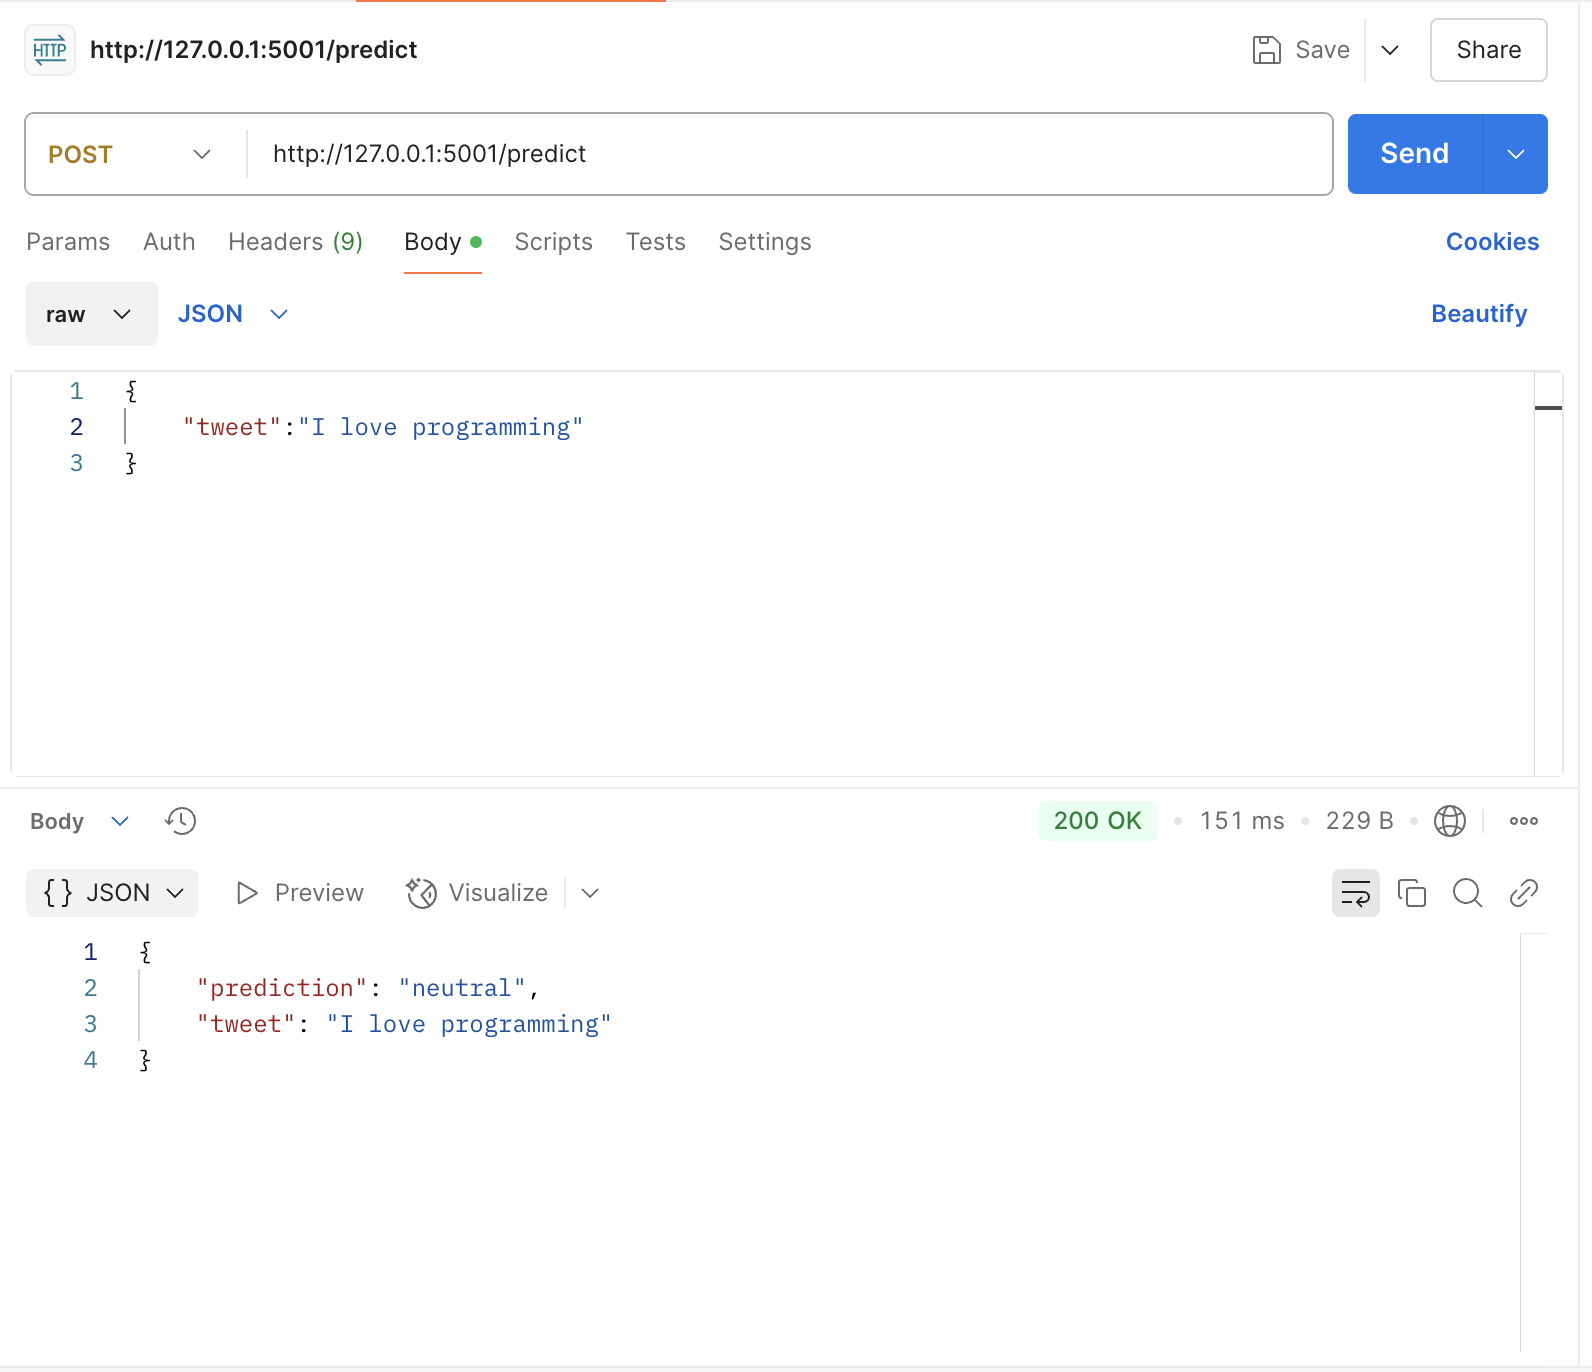 HTTP http://127.0.0.1:5001/predict Save Share
POST http://127.0.0.1:5001/predict Send
Params Auth Headers (9) Body Scripts Tests Settings Cookies
raw JSON Beautify
1 {
2 "tweet":"I love programming"
3 }
Body 200 OK • 151 ms • 229 B •
{} JSON Preview Visualize
1 {
2 "prediction": "neutral",
3 "tweet": "I love programming"
4 }